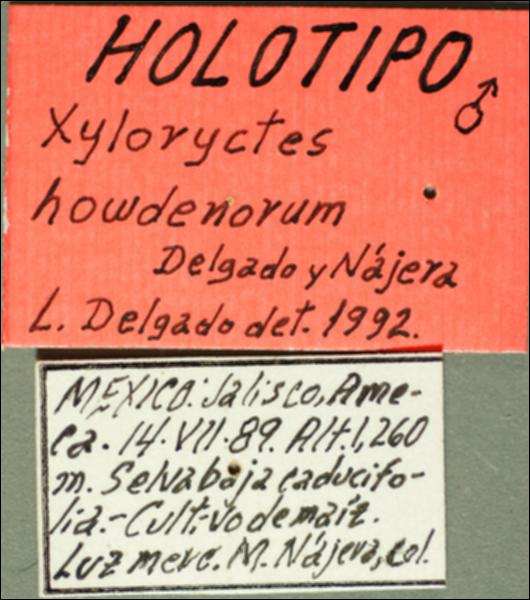 HOLOTIPO ♂
Xyloryctes
howdenorum
Delgado y Nájera
L. Delgado det. 1992.
MEXICO: Jalisco, Ame-
ca. 14-VII-89. Alt. 1,260
m. Selva baja caducifo-
lia.- Cultivo de maíz.
Luz merc. M. Nájera, col.